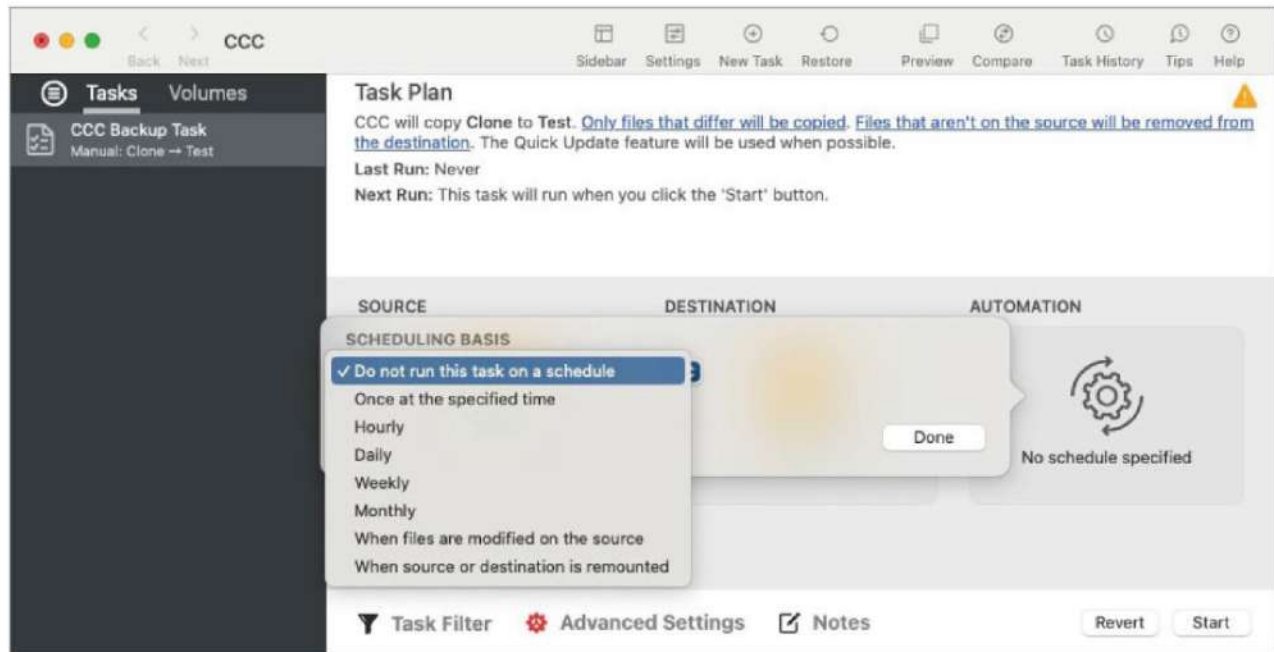 CCC
Back Next
Sidebar Settings New Task Restore Preview Compare Task History Tips Help
Tasks Volumes
CCC Backup Task
Manual: Clone → Test
Task Plan
CCC will copy Clone to Test. Only files that differ will be copied. Files that aren't on the source will be removed from
the destination. The Quick Update feature will be used when possible.
Last Run: Never
Next Run: This task will run when you click the 'Start' button.
SOURCE DESTINATION AUTOMATION
SCHEDULING BASIS
✓ Do not run this task on a schedule
Once at the specified time
Hourly
Daily
Weekly
Monthly
When files are modified on the source
When source or destination is remounted
Done
No schedule specified
Task Filter Advanced Settings Notes Revert Start